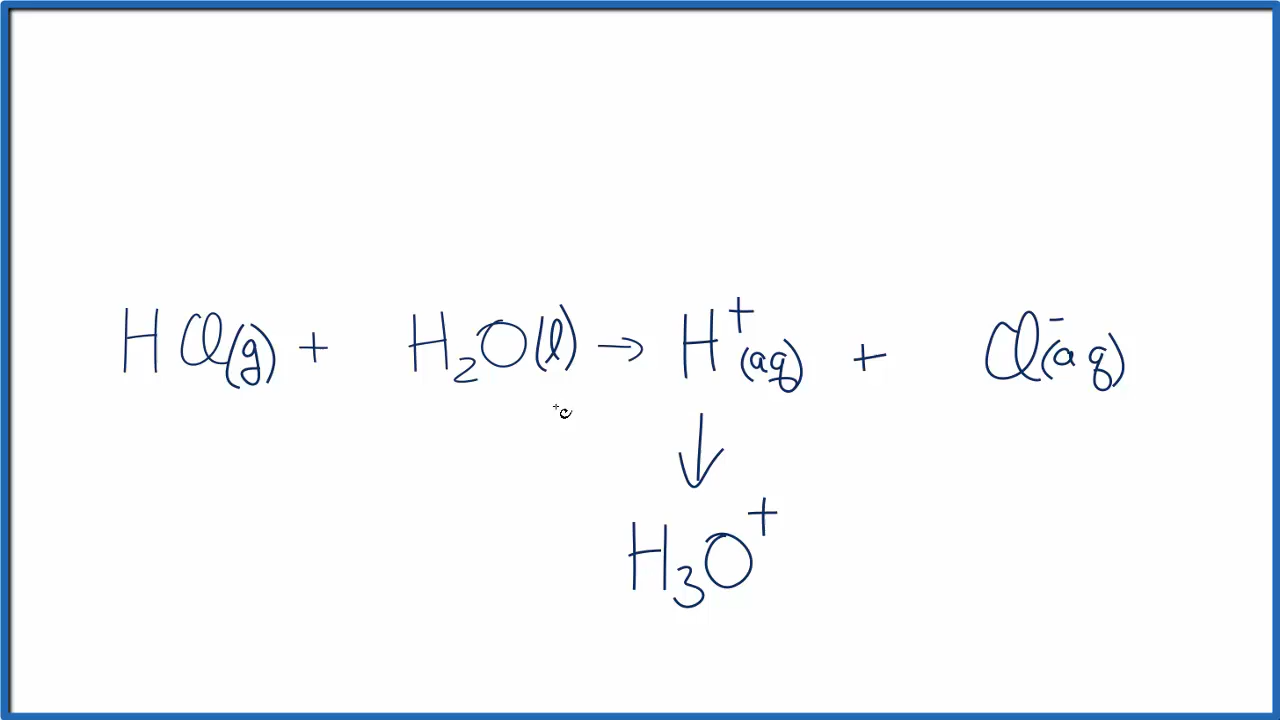 HCl(g) + H₂O(l) → H⁺(aq) + Cl⁻(aq)
↓
H₃O⁺